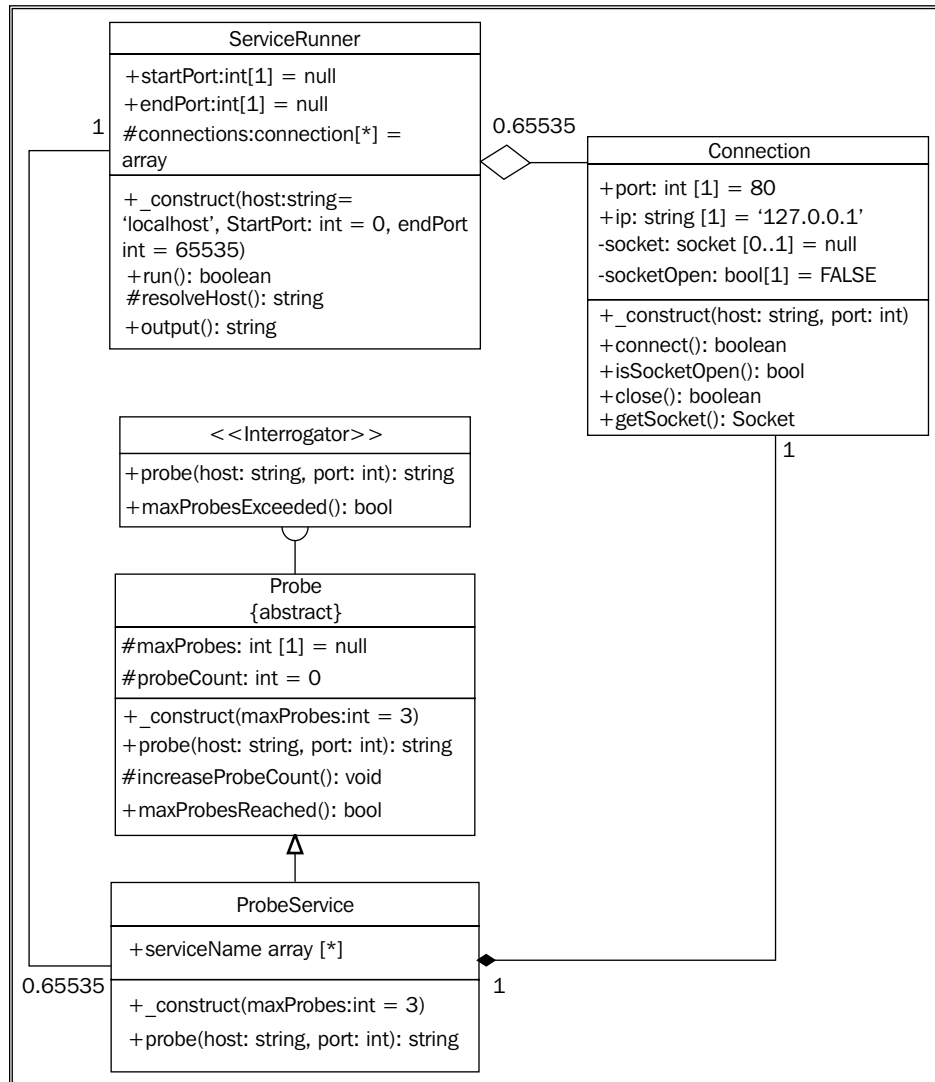 ServiceRunner
+startPort:int[1] = null
+endPort:int[1] = null
#connections:connection[*] =
array
+_construct(host:string=
‘localhost’, StartPort: int = 0, endPort
int = 65535)
+run(): boolean
#resolveHost(): string
+output(): string
1
0.65535
Connection
+port: int [1] = 80
+ip: string [1] = ‘127.0.0.1’
-socket: socket [0..1] = null
-socketOpen: bool[1] = FALSE
+_construct(host: string, port: int)
+connect(): boolean
+isSocketOpen(): bool
+close(): boolean
+getSocket(): Socket
1
<<Interrogator>>
+probe(host: string, port: int): string
+maxProbesExceeded(): bool
Probe
{abstract}
#maxProbes: int [1] = null
#probeCount: int = 0
+_construct(maxProbes:int = 3)
+probe(host: string, port: int): string
#increaseProbeCount(): void
+maxProbesReached(): bool
ProbeService
+serviceName array [*]
+_construct(maxProbes:int = 3)
+probe(host: string, port: int): string
0.65535
1